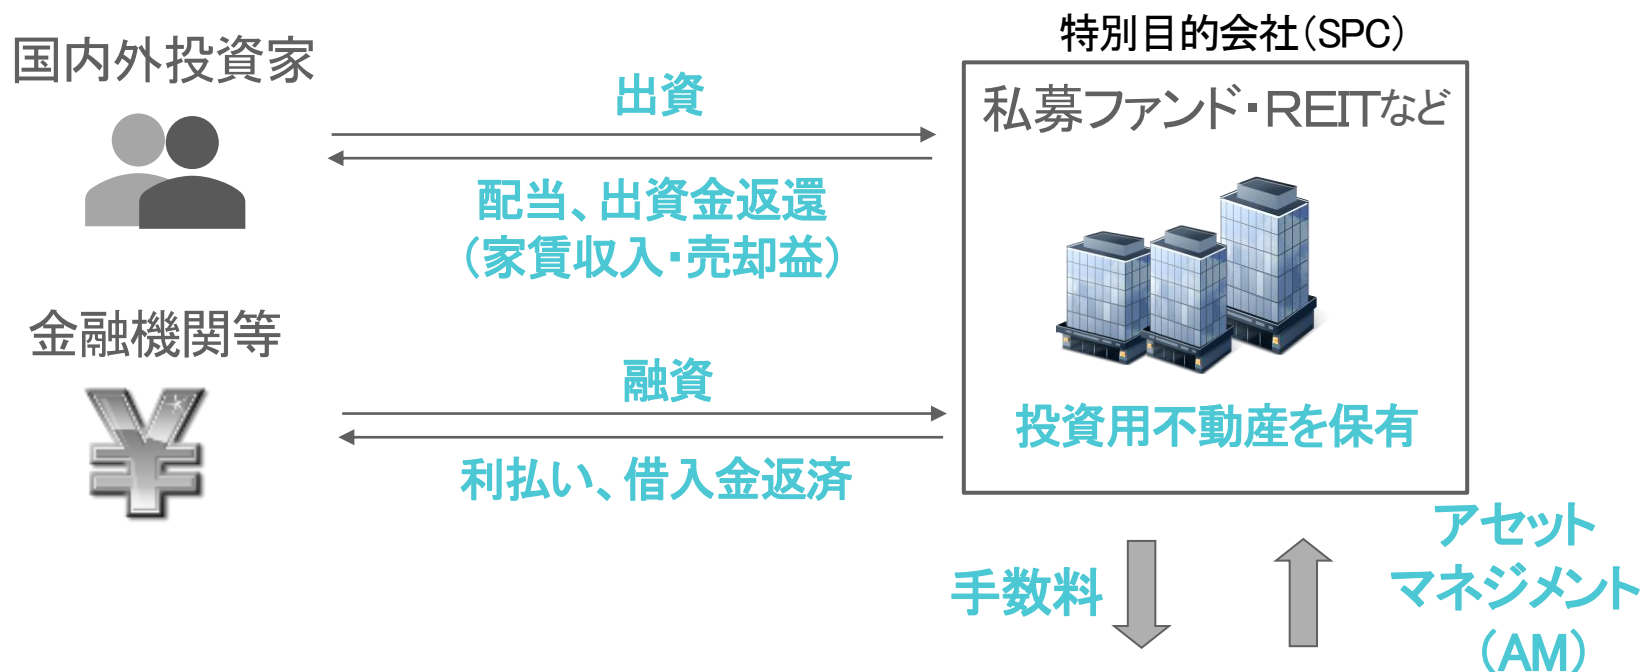 特別目的会社(SPC)
国内外投資家
私募ファンド・REITなど
出資
配当、出資金返還
(家賃収入・売却益)
金融機関等
¥
融資
利払い、借入金返済
投資用不動産を保有
手数料
アセット
マネジメント
(AM)